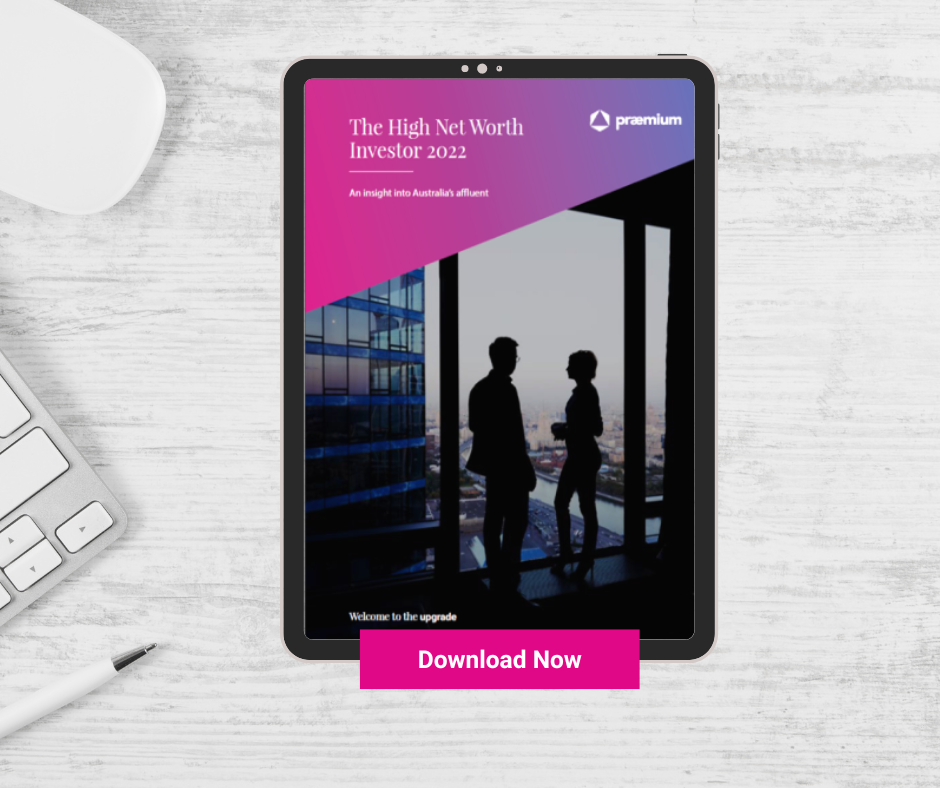 The High Net Worth
Investor 2022
præmium
An insight into Australia's affluent
Welcome to the upgrade
Download Now